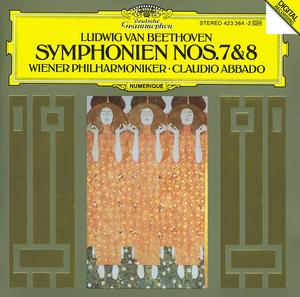 Deutsche
Grammophon
STEREO 423 364-2 GH
DIGITAL
LUDWIG VAN BEETHOVEN
SYMPHONIEN NOS.7&8
WIENER PHILHARMONIKER · CLAUDIO ABBADO
NUMERIQUE